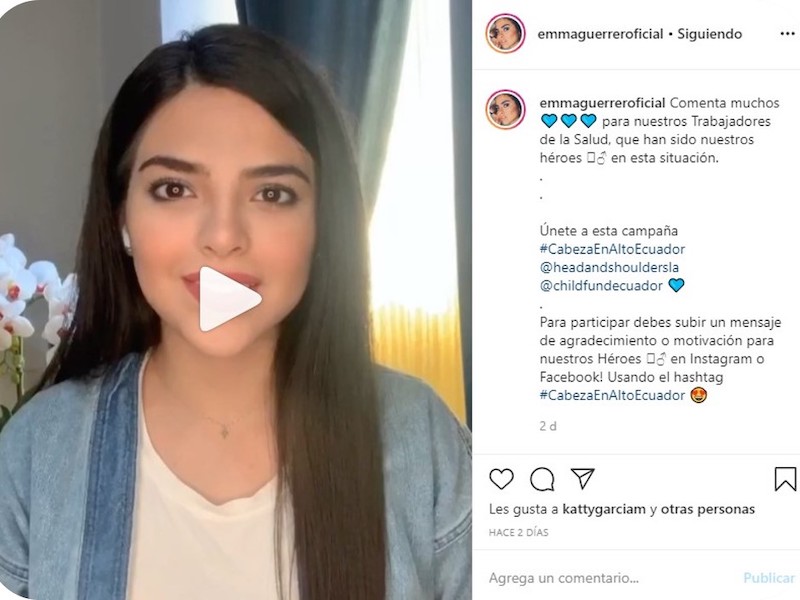 emmaguerreroficial • Siguiendo
emmaguerreroficial Comenta muchos
💙💙💙 para nuestros Trabajadores
de la Salud, que han sido nuestros
héroes ▯♂ en esta situación.
.
.
Únete a esta campaña
#CabezaEnAltoEcuador
@headandshouldersla
@childfundecuador 💙
.
Para participar debes subir un mensaje
de agradecimiento o motivación para
nuestros Héroes ▯♂ en Instagram o
Facebook! Usando el hashtag
#CabezaEnAltoEcuador 😍
2 d
Les gusta a kattygarciam y otras personas
HACE 2 DÍAS
Agrega un comentario... Publicar